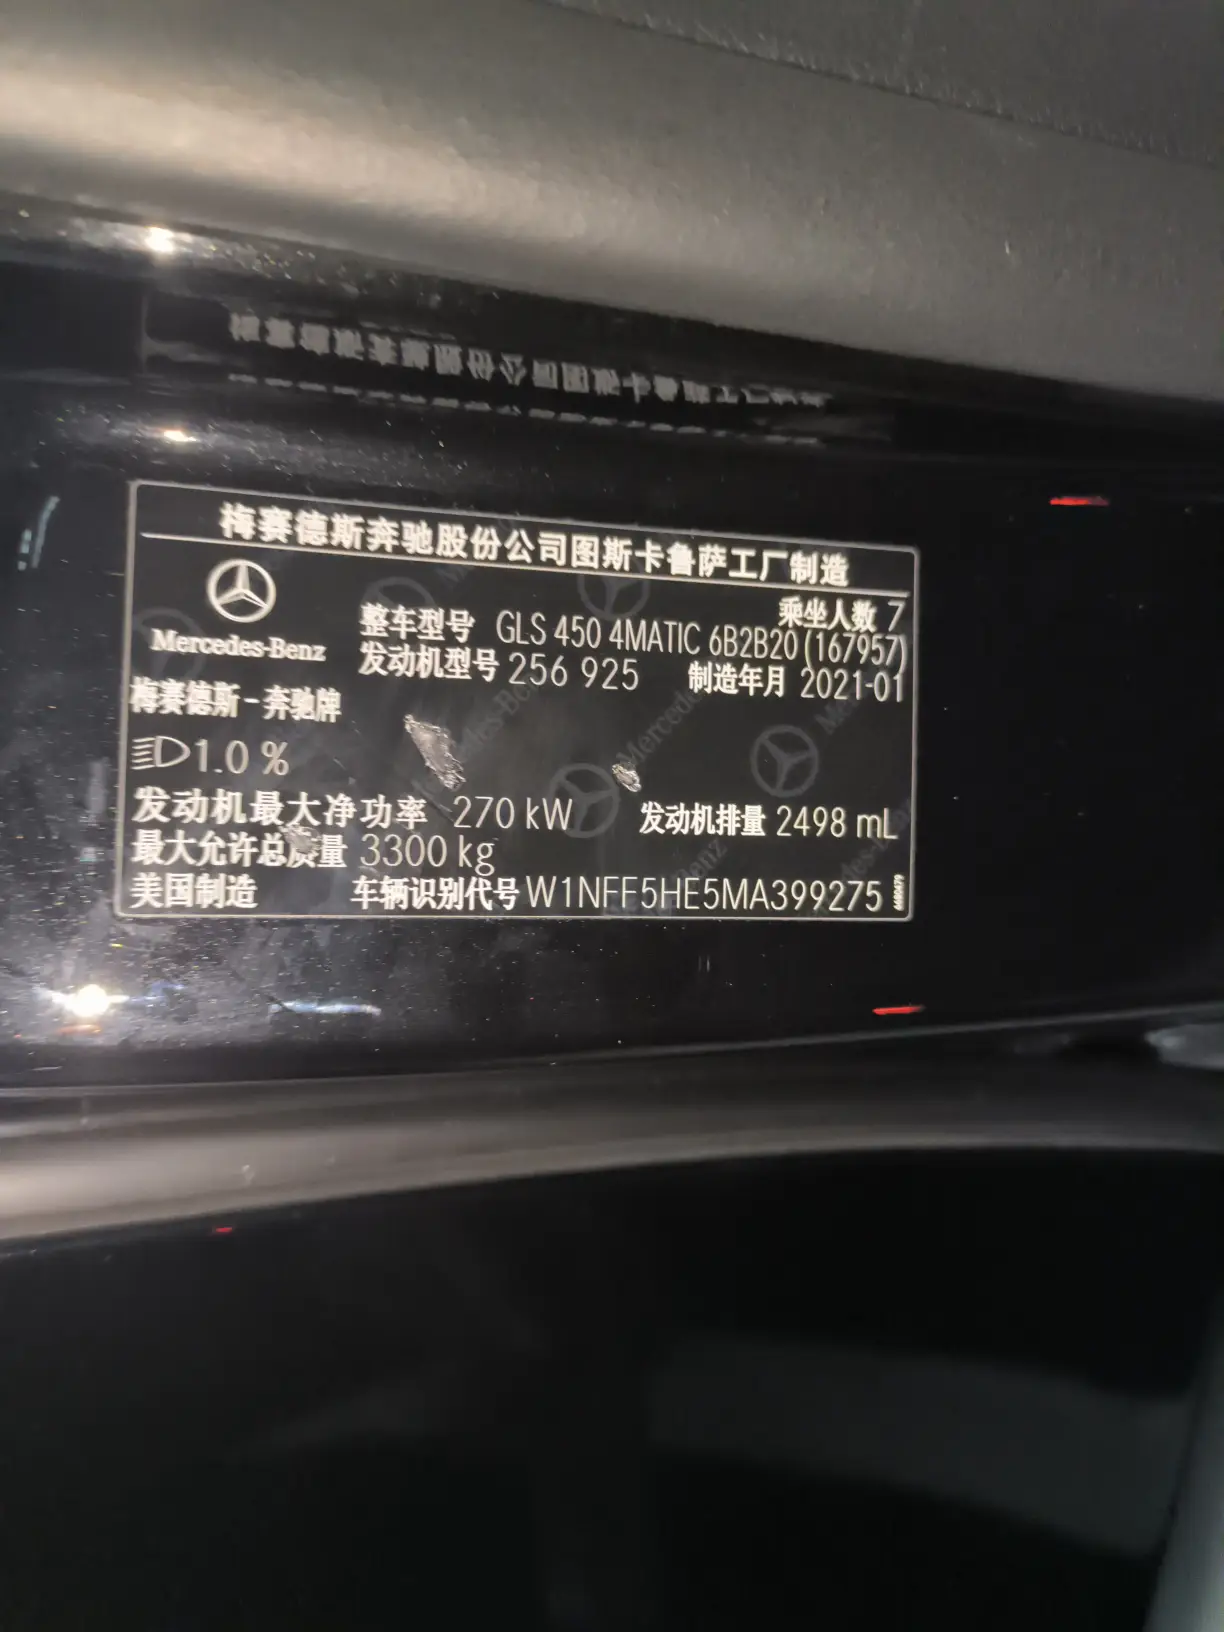 梅赛德斯奔驰股份公司图斯卡鲁萨工厂制造
乘坐人数 7
Mercedes-Benz
整车型号 GLS 450 4MATIC 6B2B20 (167957)
发动机型号 256 925 制造年月 2021-01
梅赛德斯-奔驰牌
1.0 %
发动机最大净功率 270 kW 发动机排量 2498 mL
最大允许总质量 3300 kg
美国制造 车辆识别代号 W1NFF5HE5MA399275